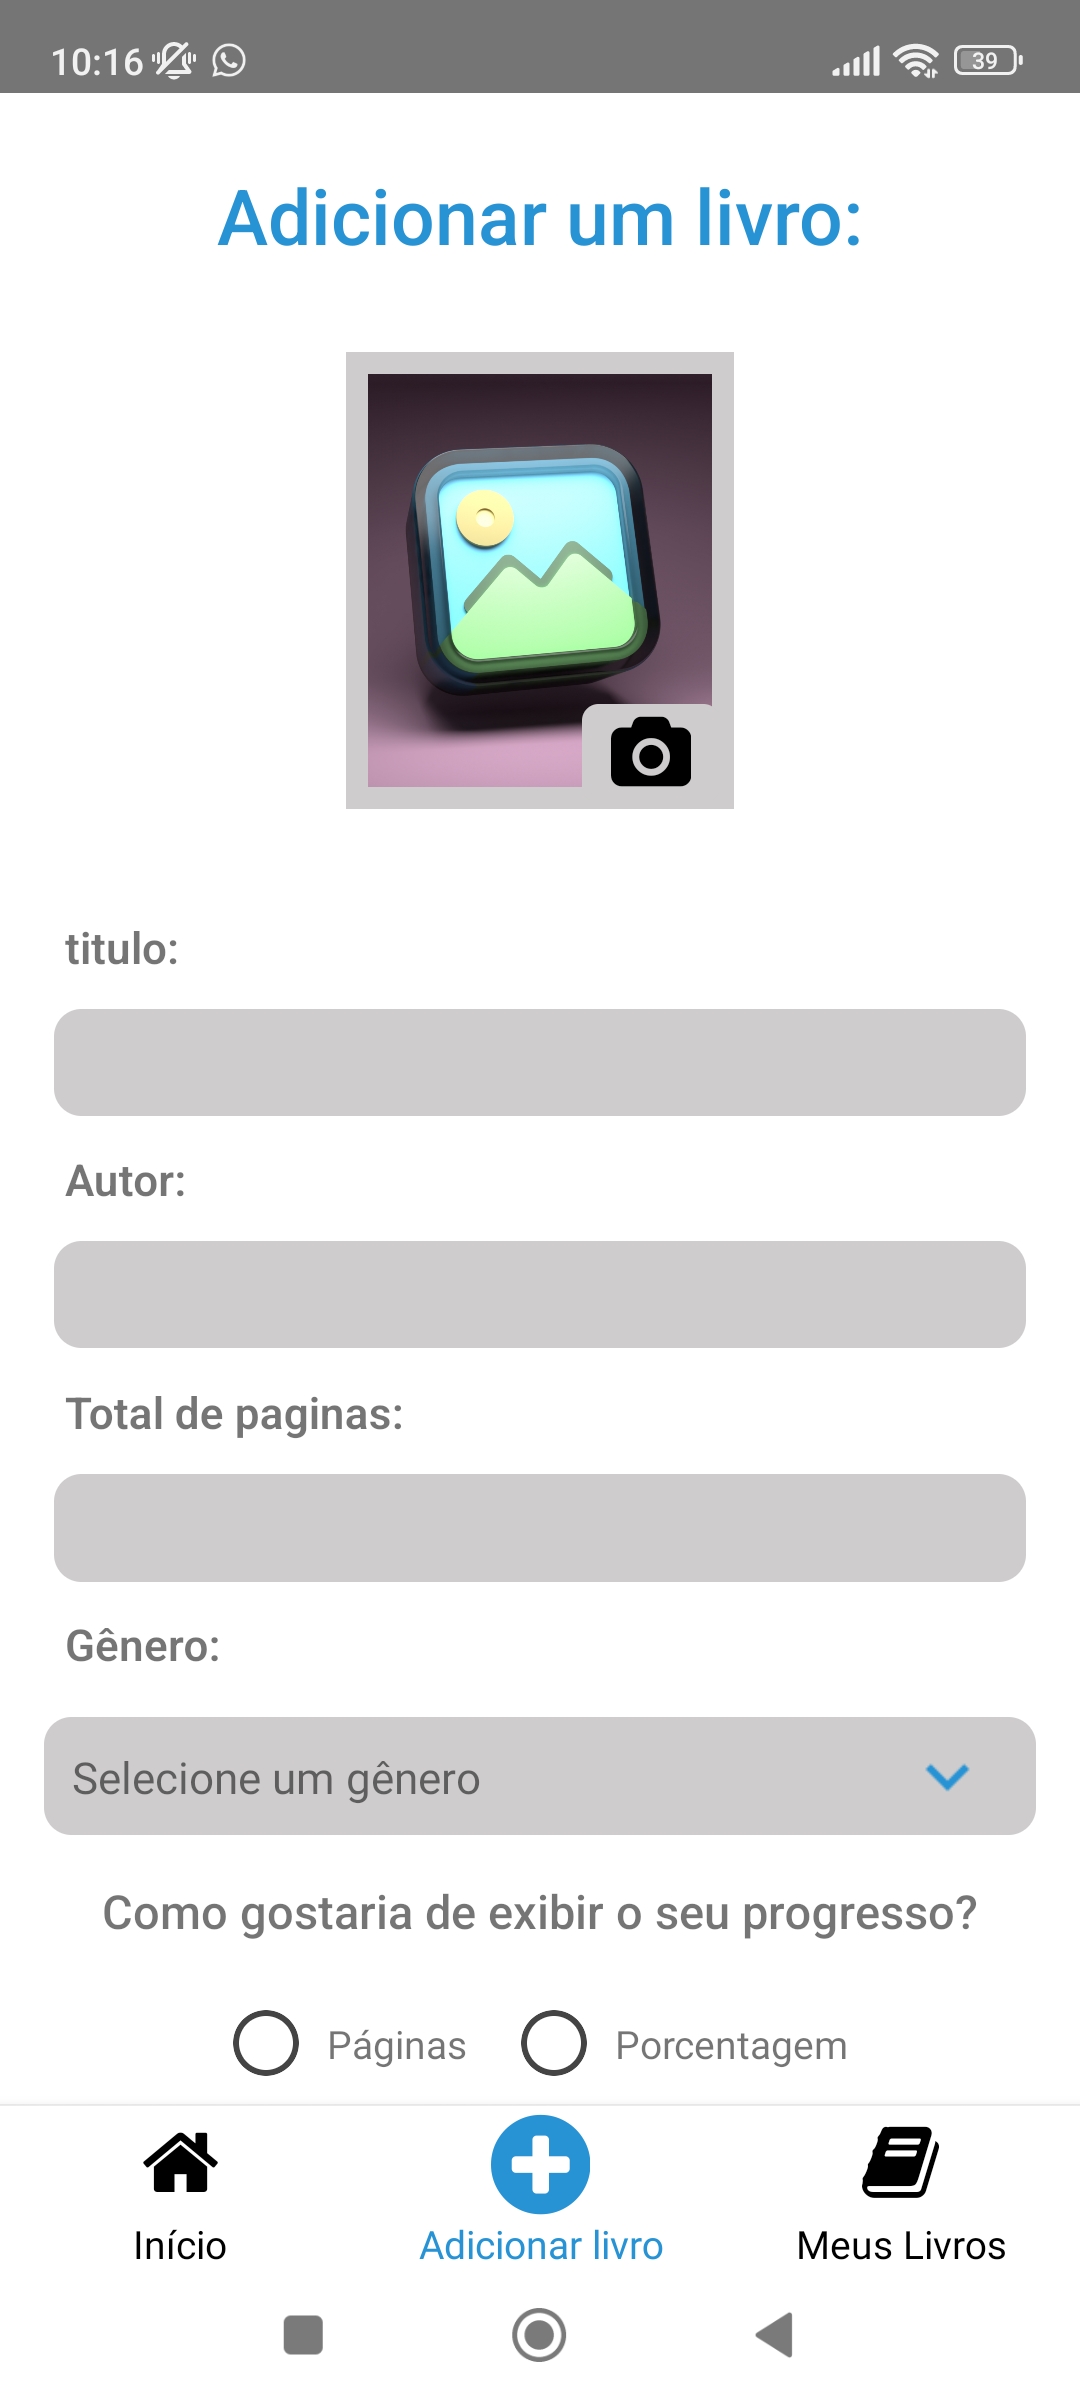 10:16
39
Adicionar um livro:
titulo:
Autor:
Total de paginas:
Gênero:
Selecione um gênero
Como gostaria de exibir o seu progresso?
Páginas Porcentagem
Início Adicionar livro Meus Livros